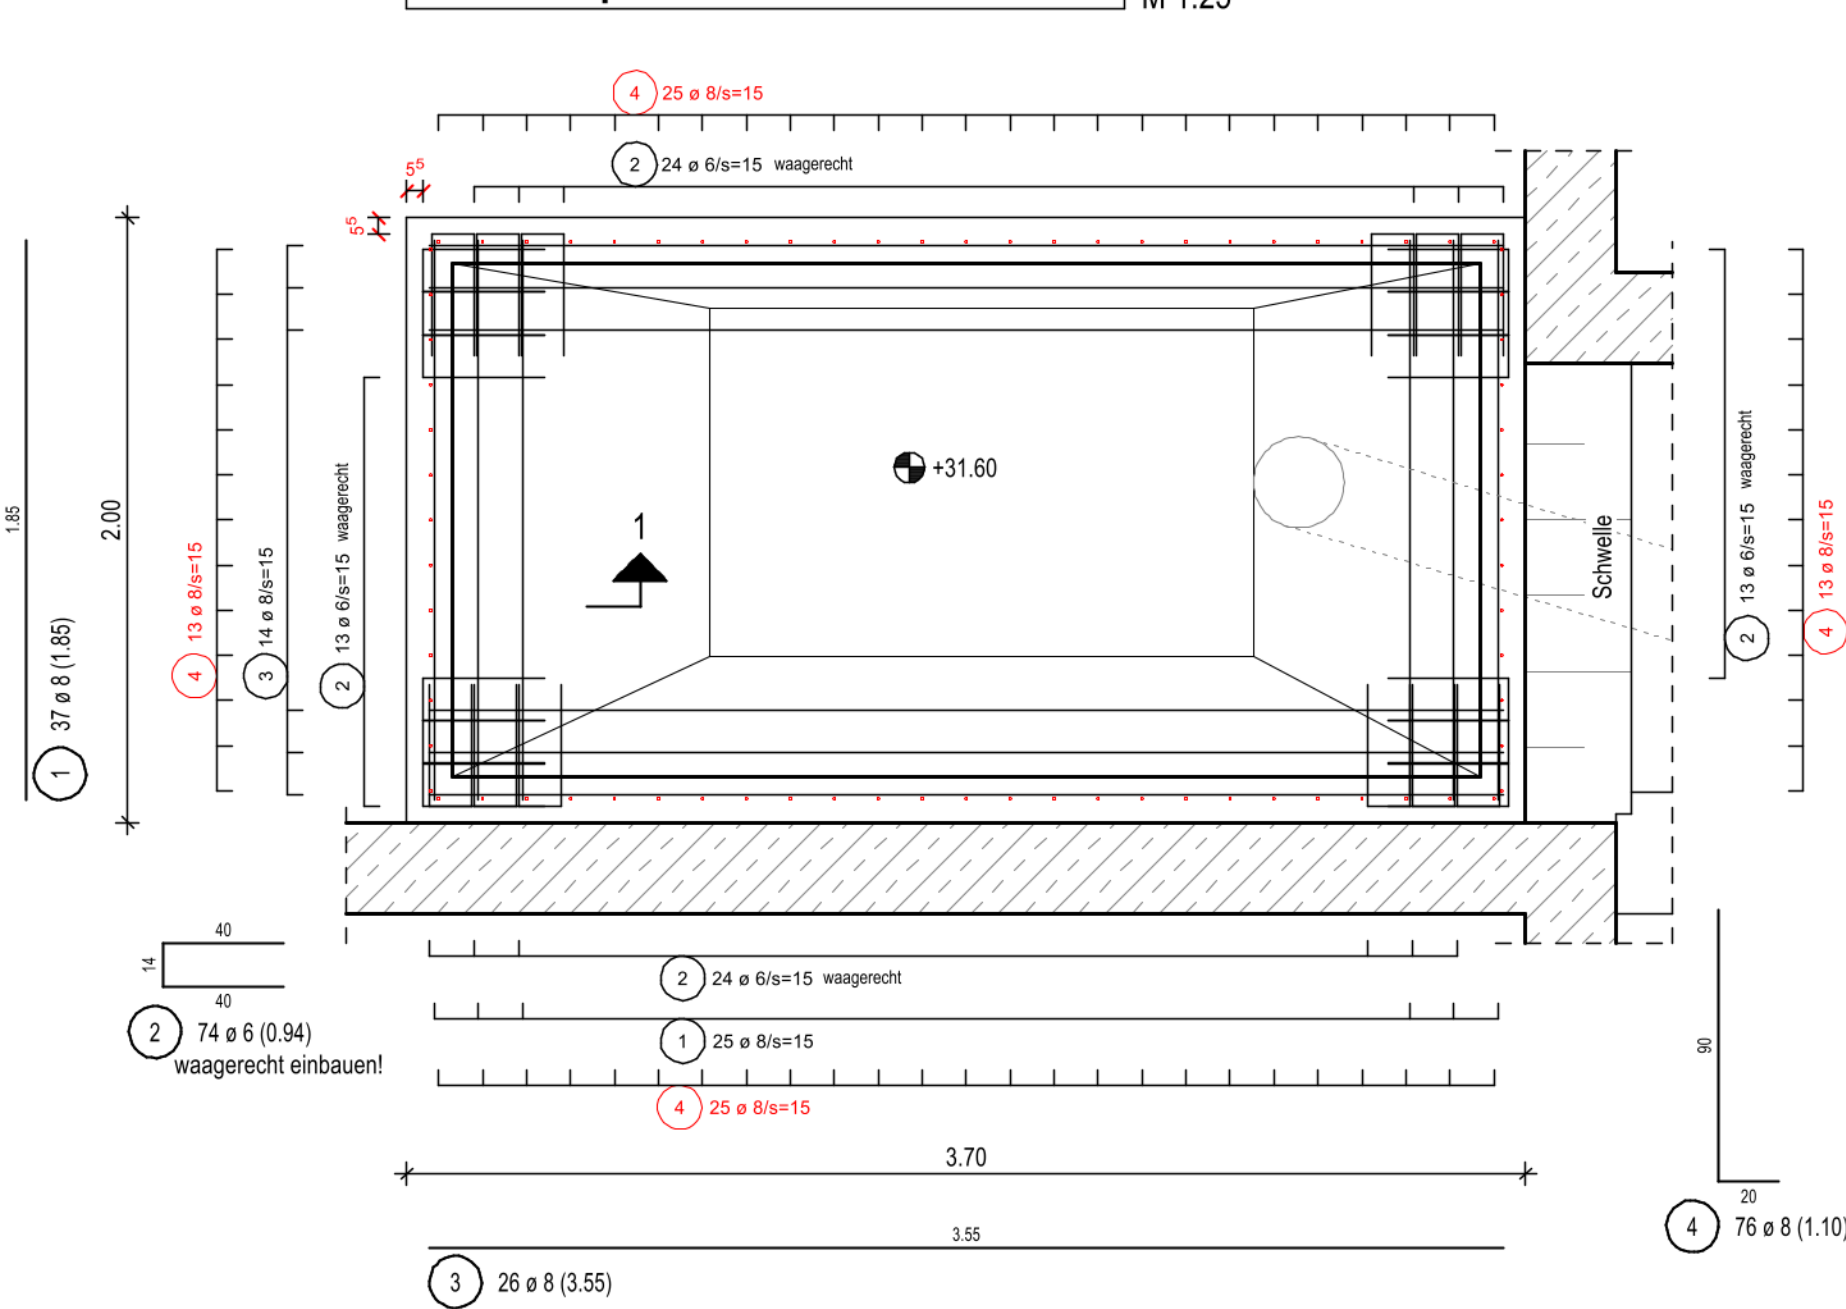 M 1:25
4 25 ø 8/s=15
2 24 ø 6/s=15 waagerecht
5⁵
5⁵
1.85
1 37 ø 8 (1.85)
2.00
4 13 ø 8/s=15
3 14 ø 8/s=15
2 13 ø 6/s=15 waagerecht
+31.60
1
Schwelle
2 13 ø 6/s=15 waagerecht
4 13 ø 8/s=15
40
14
40
2 74 ø 6 (0.94)
waagerecht einbauen!
2 24 ø 6/s=15 waagerecht
1 25 ø 8/s=15
4 25 ø 8/s=15
3.70
3.55
3 26 ø 8 (3.55)
90
20
4 76 ø 8 (1.10)